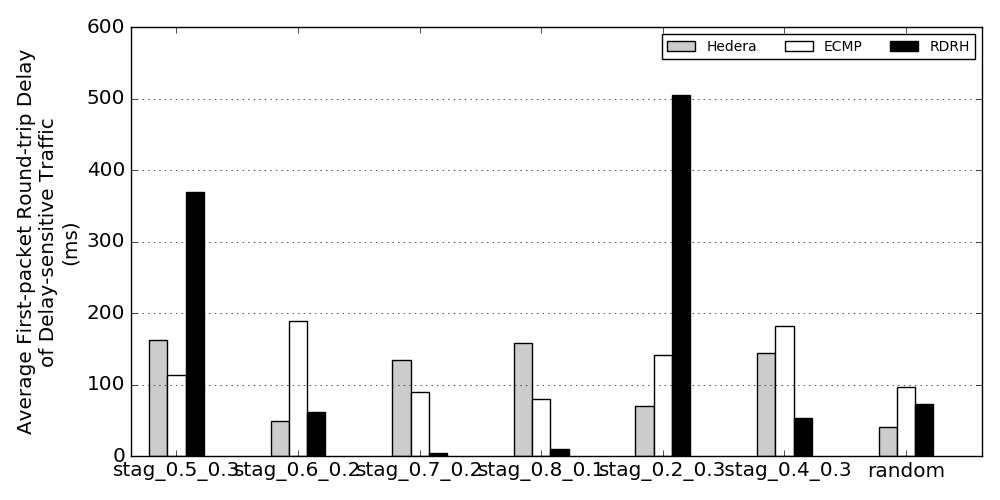 Average First-packet Round-trip Delay
of Delay-sensitive Traffic
(ms)
600
500
400
300
200
100
0
Hedera ECMP RDRH
stag_0.5_0.3 stag_0.6_0.2 stag_0.7_0.2 stag_0.8_0.1 stag_0.2_0.3 stag_0.4_0.3 random